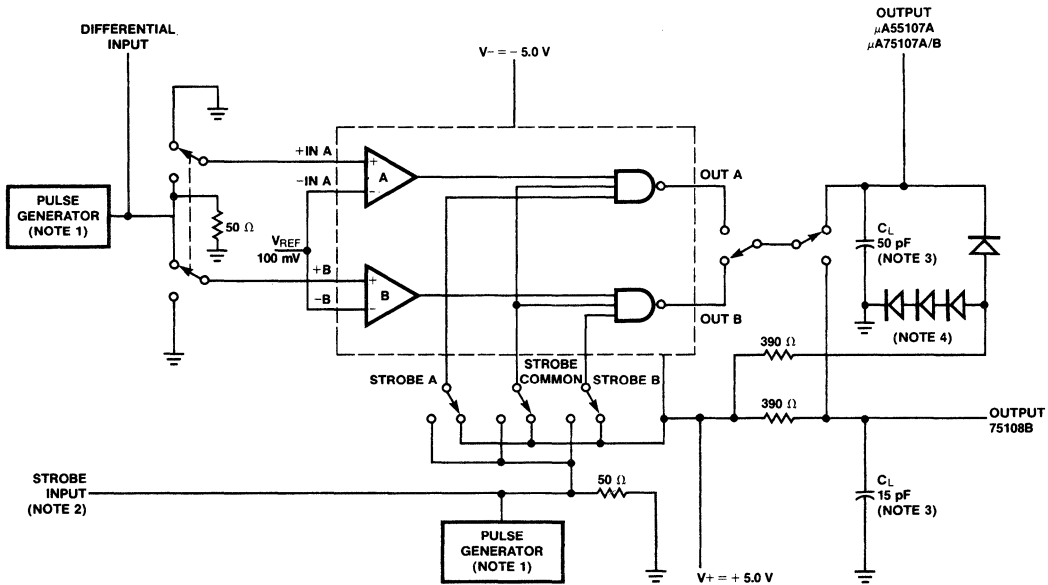 DIFFERENTIAL
INPUT
OUTPUT
μA55107A
μA75107A/B
V– = – 5.0 V
+IN A
–IN A
+
–
A
OUT A
PULSE
GENERATOR
(NOTE 1)
50 Ω
VREF
100 mV
CL
50 pF
(NOTE 3)
+B
–B
+
–
B
OUT B
(NOTE 4)
390 Ω
STROBE A
STROBE
COMMON
STROBE B
390 Ω
OUTPUT
75108B
STROBE
INPUT
(NOTE 2)
50 Ω
CL
15 pF
(NOTE 3)
PULSE
GENERATOR
(NOTE 1)
V+ = + 5.0 V